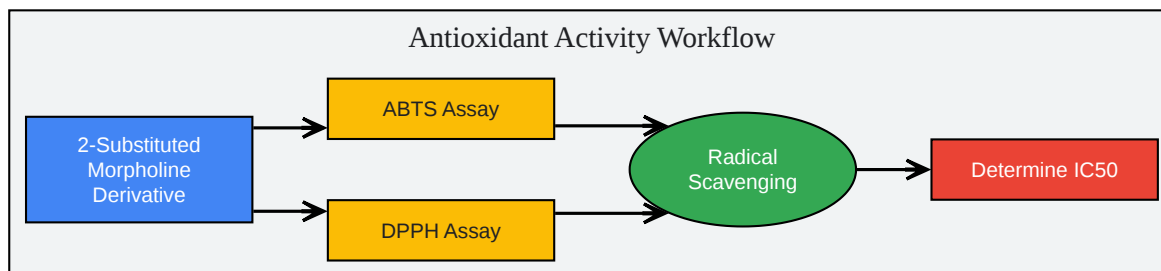 Antioxidant Activity Workflow
2-Substituted
Morpholine
Derivative
ABTS Assay
DPPH Assay
Radical
Scavenging
Determine IC50